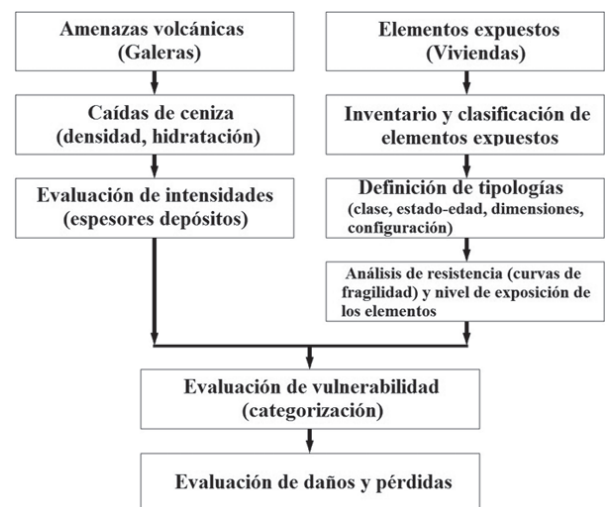 Amenazas volcánicas
(Galeras)
Caídas de ceniza
(densidad, hidratación)
Evaluación de intensidades
(espesores depósitos)
Elementos expuestos
(Viviendas)
Inventario y clasificación de
elementos expuestos
Definición de tipologías
(clase, estado-edad, dimensiones,
configuración)
Análisis de resistencia (curvas de
fragilidad) y nivel de exposición de
los elementos
Evaluación de vulnerabilidad
(categorización)
Evaluación de daños y pérdidas